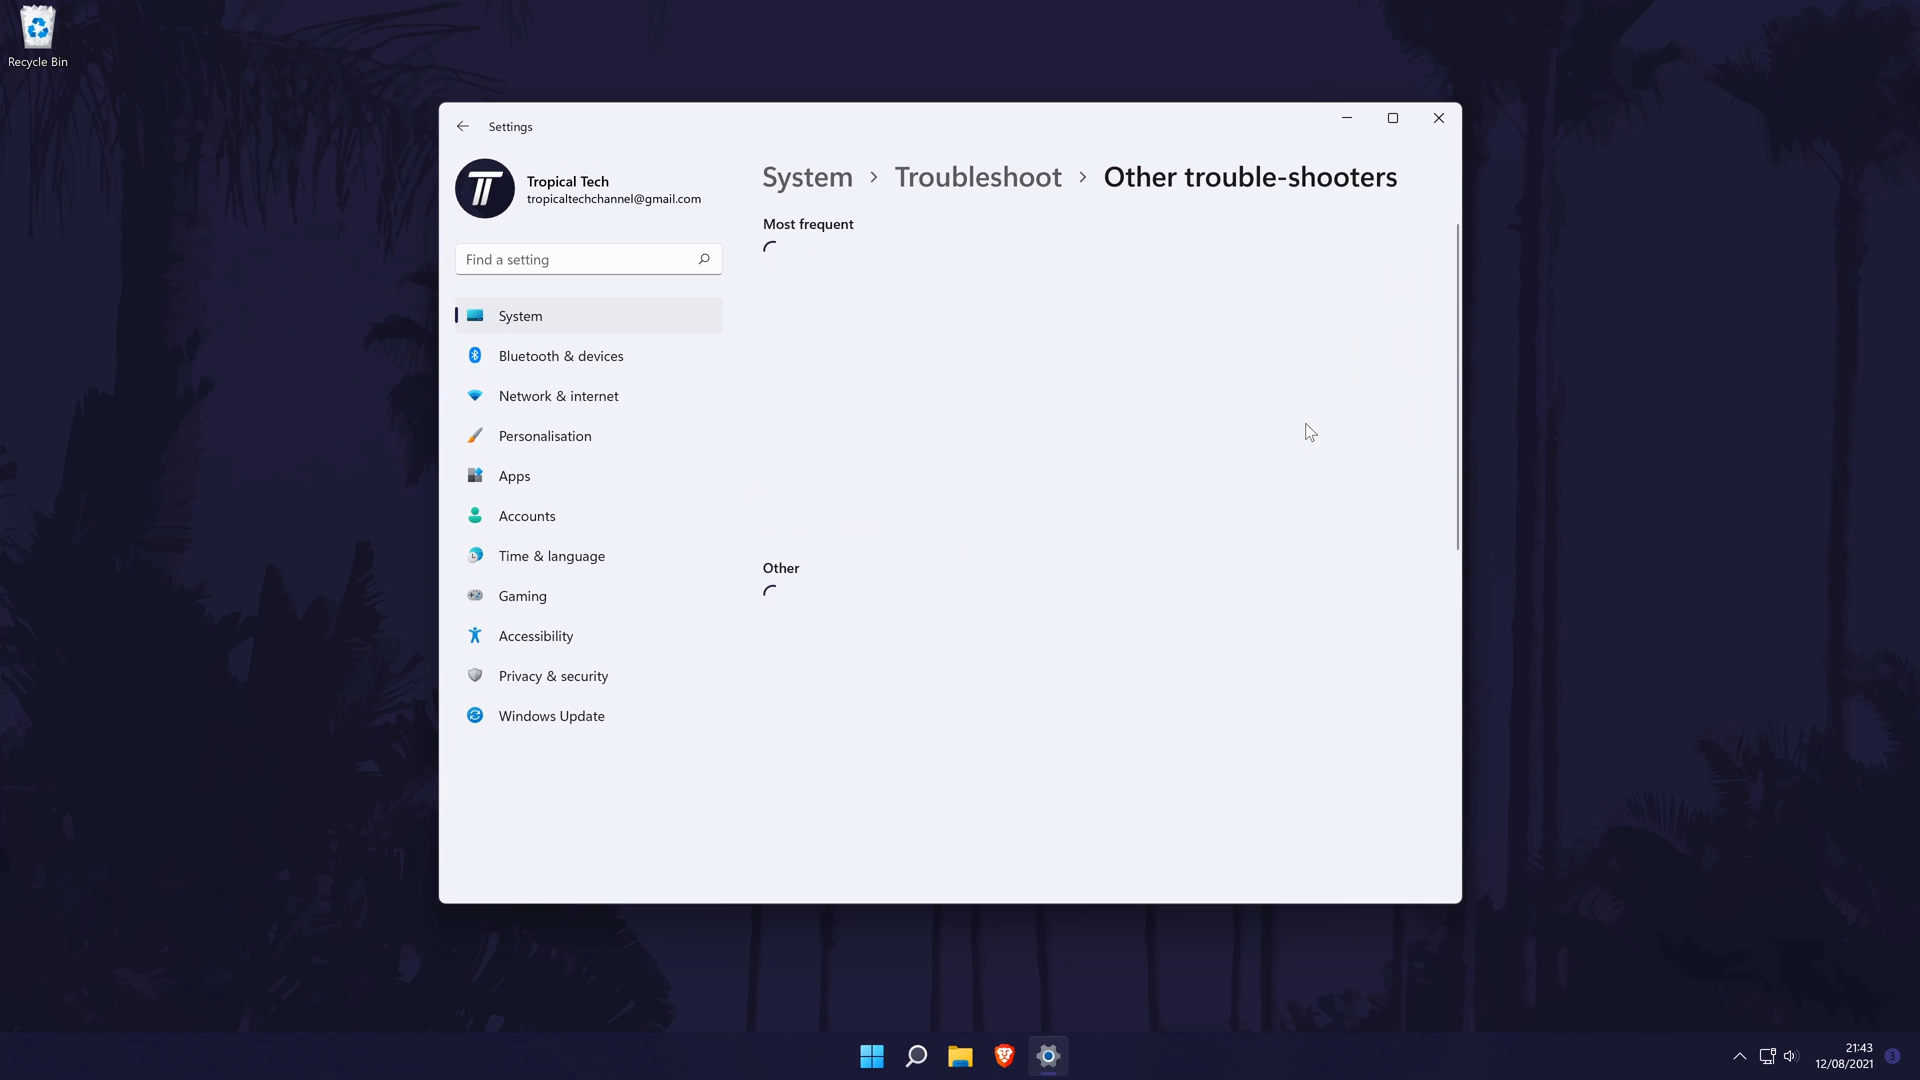 Recycle Bin
Settings
Tropical Tech
tropicaltechchannel@gmail.com
Find a setting
System
Bluetooth & devices
Network & internet
Personalisation
Apps
Accounts
Time & language
Gaming
Accessibility
Privacy & security
Windows Update
System > Troubleshoot > Other trouble-shooters
Most frequent
Other
21:43
12/08/2021
3